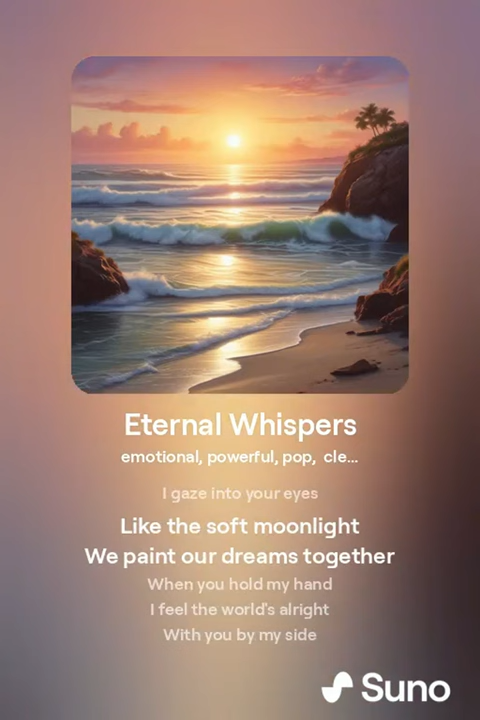 Eternal Whispers
emotional, powerful, pop, cle...
I gaze into your eyes
Like the soft moonlight
We paint our dreams together
When you hold my hand
I feel the world's alright
With you by my side
Suno